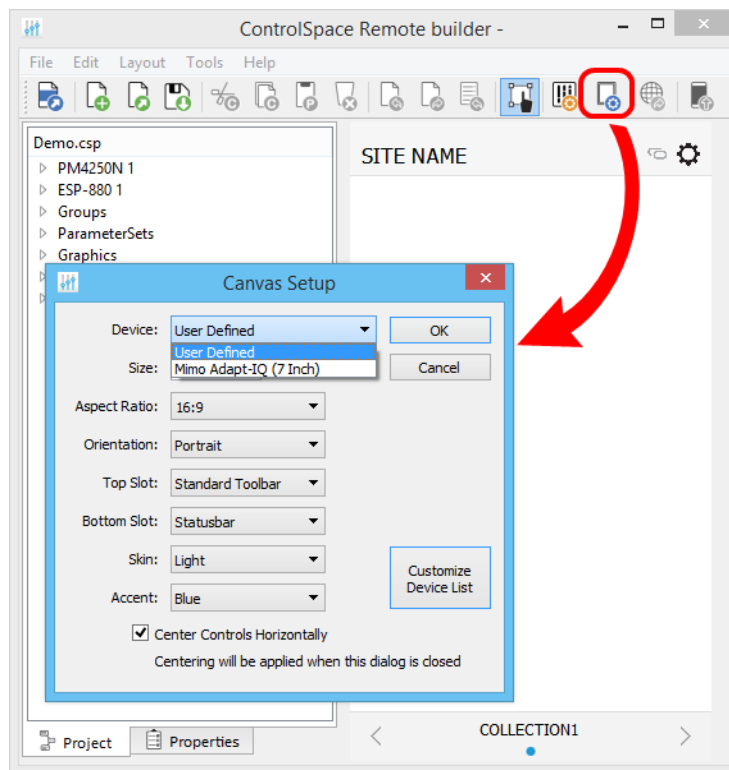 ControlSpace Remote builder -
File Edit Layout Tools Help
Demo.csp
PM4250N 1
ESP-880 1
Groups
ParameterSets
Graphics
SITE NAME
Canvas Setup
Device: User Defined
User Defined
Mimo Adapt-IQ (7 Inch)
OK
Size:
Cancel
Aspect Ratio: 16:9
Orientation: Portrait
Top Slot: Standard Toolbar
Bottom Slot: Statusbar
Skin: Light
Accent: Blue
Customize
Device List
Center Controls Horizontally
Centering will be applied when this dialog is closed
Project
Properties
COLLECTION1